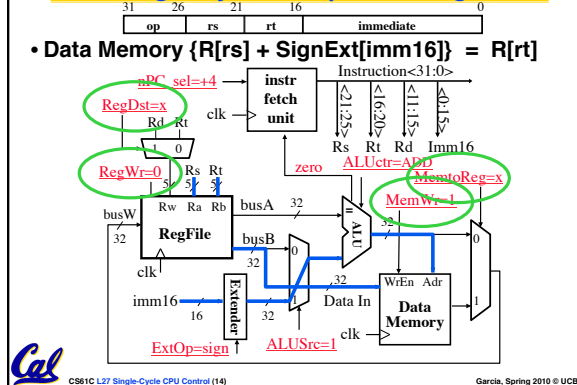 31 26 21 16 0
op rs rt immediate
• Data Memory {R[rs] + SignExt[imm16]} = R[rt]
Instruction<31:0>
nPC_sel=+4
instr
fetch
unit
clk
<21:25>
<16:20>
<11:15>
<0:15>
Rs Rt Rd Imm16
RegDst=x
Rd Rt
1 0
zero
ALUctr=ADD
MemtoReg=x
RegWr=0
Rs Rt
5 5 5
MemWr=1
Rw Ra Rb
busW
32
RegFile
busA
32
busB
32
clk
=
ALU
32
0
1
0
1
WrEn Adr
imm16
16
Extender
32
32
Data In
Data
Memory
clk
ExtOp=sign
ALUSrc=1
Cal
CS61C L27 Single-Cycle CPU Control (14)
Garcia, Spring 2010 © UCB